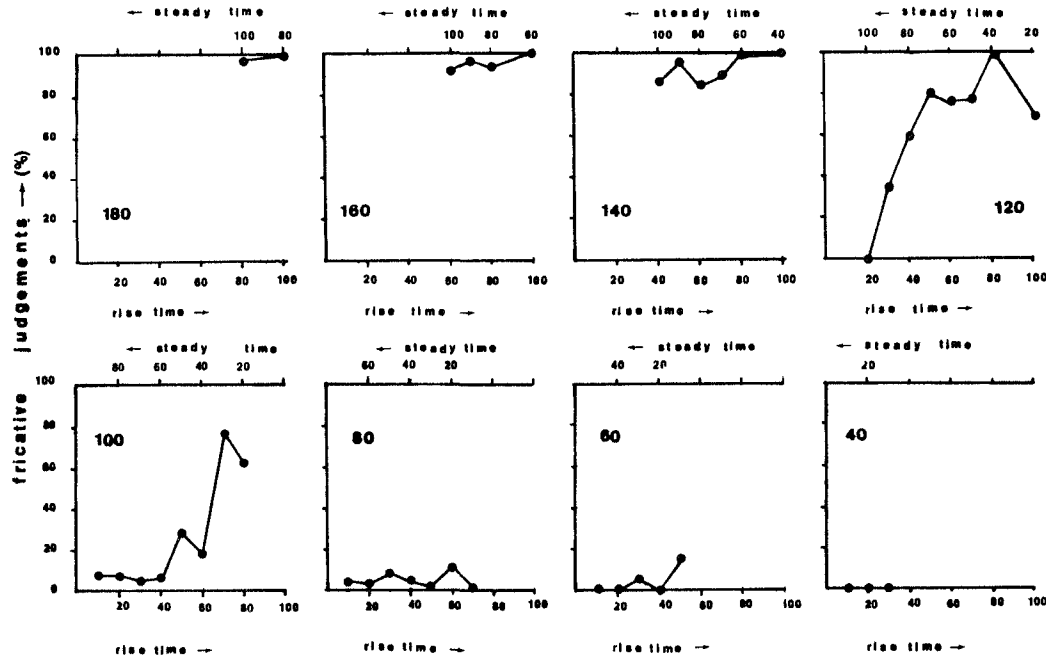 ← steady time ← steady time ← steady time ← steady time
100 80 100 80 60 100 80 60 40 100 80 60 40 20
100
80
60
40
20
0
180 160 140 120
20 40 60 80 100 20 40 60 80 100 20 40 60 80 100 20 40 60 80 100
rise time → rise time → rise time → rise time →
fricative judgements → (%)
← steady time ← steady time ← steady time ← steady time
80 60 40 20 60 40 20 40 20 20
100
80
60
40
20
0
100 80 60 40
20 40 60 80 100 20 40 60 80 100 20 40 60 80 100 20 40 60 80 100
rise time → rise time → rise time → rise time →